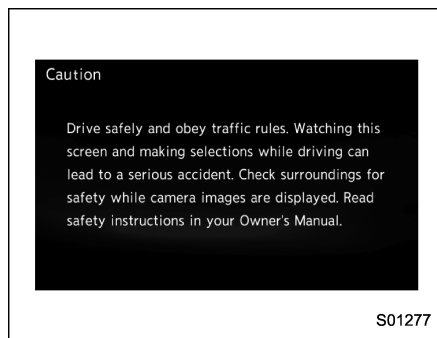 Caution
Drive safely and obey traffic rules. Watching this
screen and making selections while driving can
lead to a serious accident. Check surroundings for
safety while camera images are displayed. Read
safety instructions in your Owner's Manual.
S01277